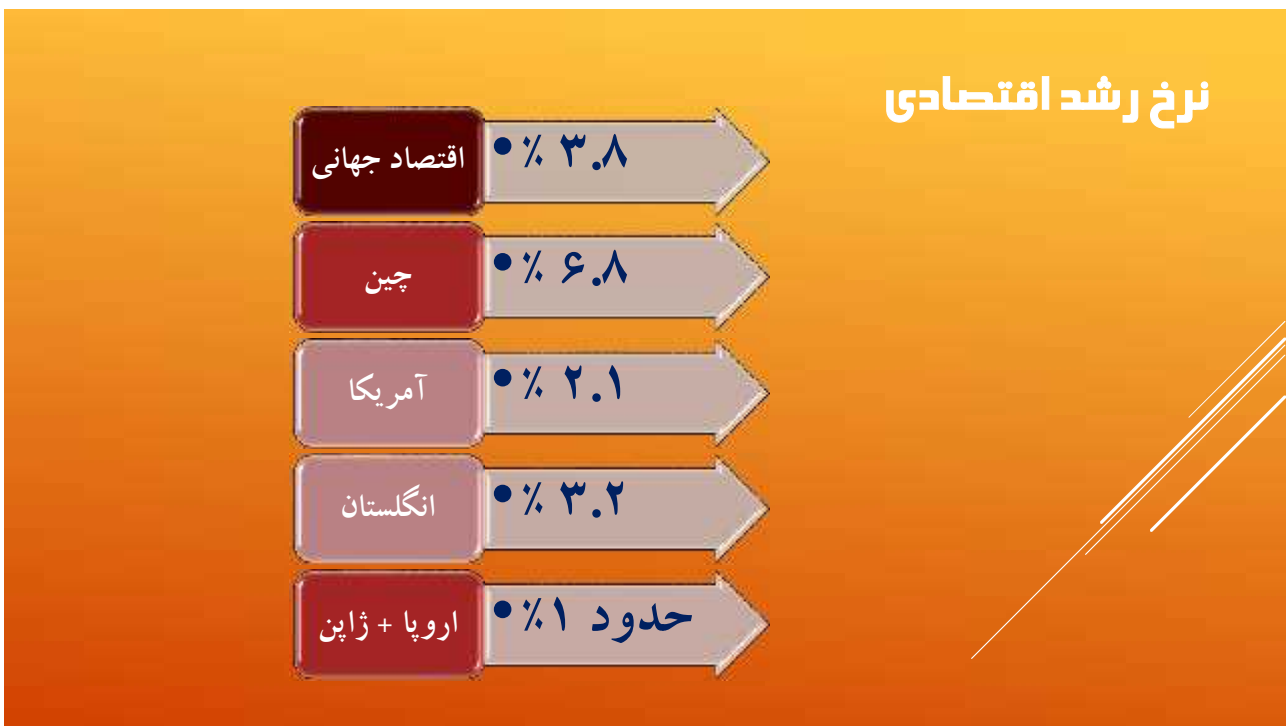 نرخ رشد اقتصادی
اقتصاد جهانی
• % ۳.۸
چین
• % ۶.۸
آمریکا
• % ۲.۱
انگلستان
• % ۳.۲
اروپا + ژاپن
• %۱ حدود